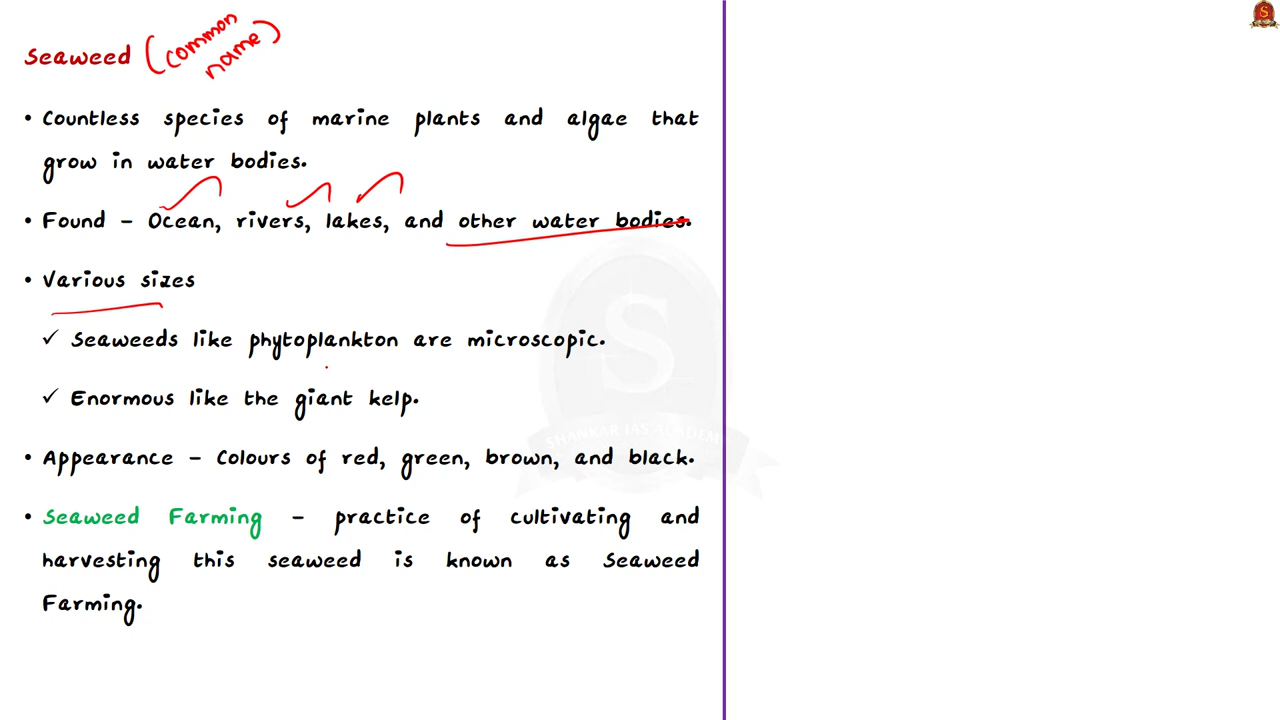 Seaweed (common
name)
• Countless species of marine plants and algae that
grow in water bodies.
• Found – Ocean, rivers, lakes, and other water bodies.
• Various sizes
✓ Seaweeds like phytoplankton are microscopic.
✓ Enormous like the giant kelp.
• Appearance – Colours of red, green, brown, and black.
• Seaweed Farming – practice of cultivating and
harvesting this seaweed is known as Seaweed
Farming.
S
SHANKAR IAS ACADEMY
S